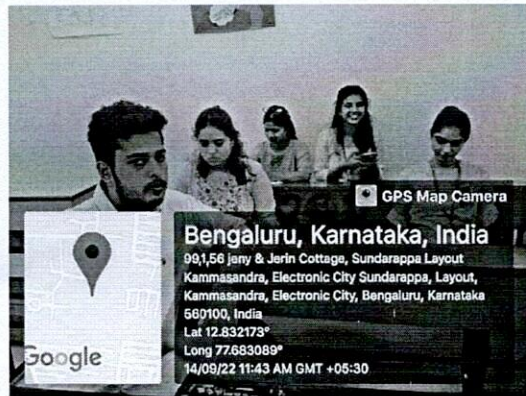 GPS Map Camera
Bengaluru, Karnataka, India
99,1,56 jeny & Jerin Cottage, Sundarappa Layout
Kammasandra, Electronic City Sundarappa, Layout,
Kammasandra, Electronic City, Bengaluru, Karnataka
560100, India
Lat 12.832173°
Long 77.683089°
14/09/22 11:43 AM GMT +05:30
Google